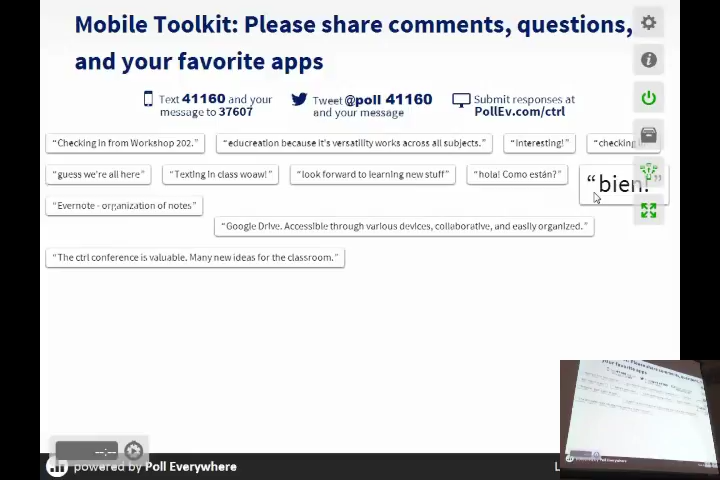 Mobile Toolkit: Please share comments, questions,
and your favorite apps
Text 41160 and your
message to 37607
Tweet @poll 41160
and your message
Submit responses at
PollEv.com/ctrl
"Checking in from Workshop 202."
"educreation because it's versatility works across all subjects."
"Interesting!"
"checking
"guess we're all here"
"Texting in class woaw!"
"look forward to learning new stuff"
"hola! Como están?"
"bien!"
"Evernote - organization of notes"
"Google Drive. Accessible through various devices, collaborative, and easily organized."
"The ctrl conference is valuable. Many new ideas for the classroom."
--:--
powered by Poll Everywhere